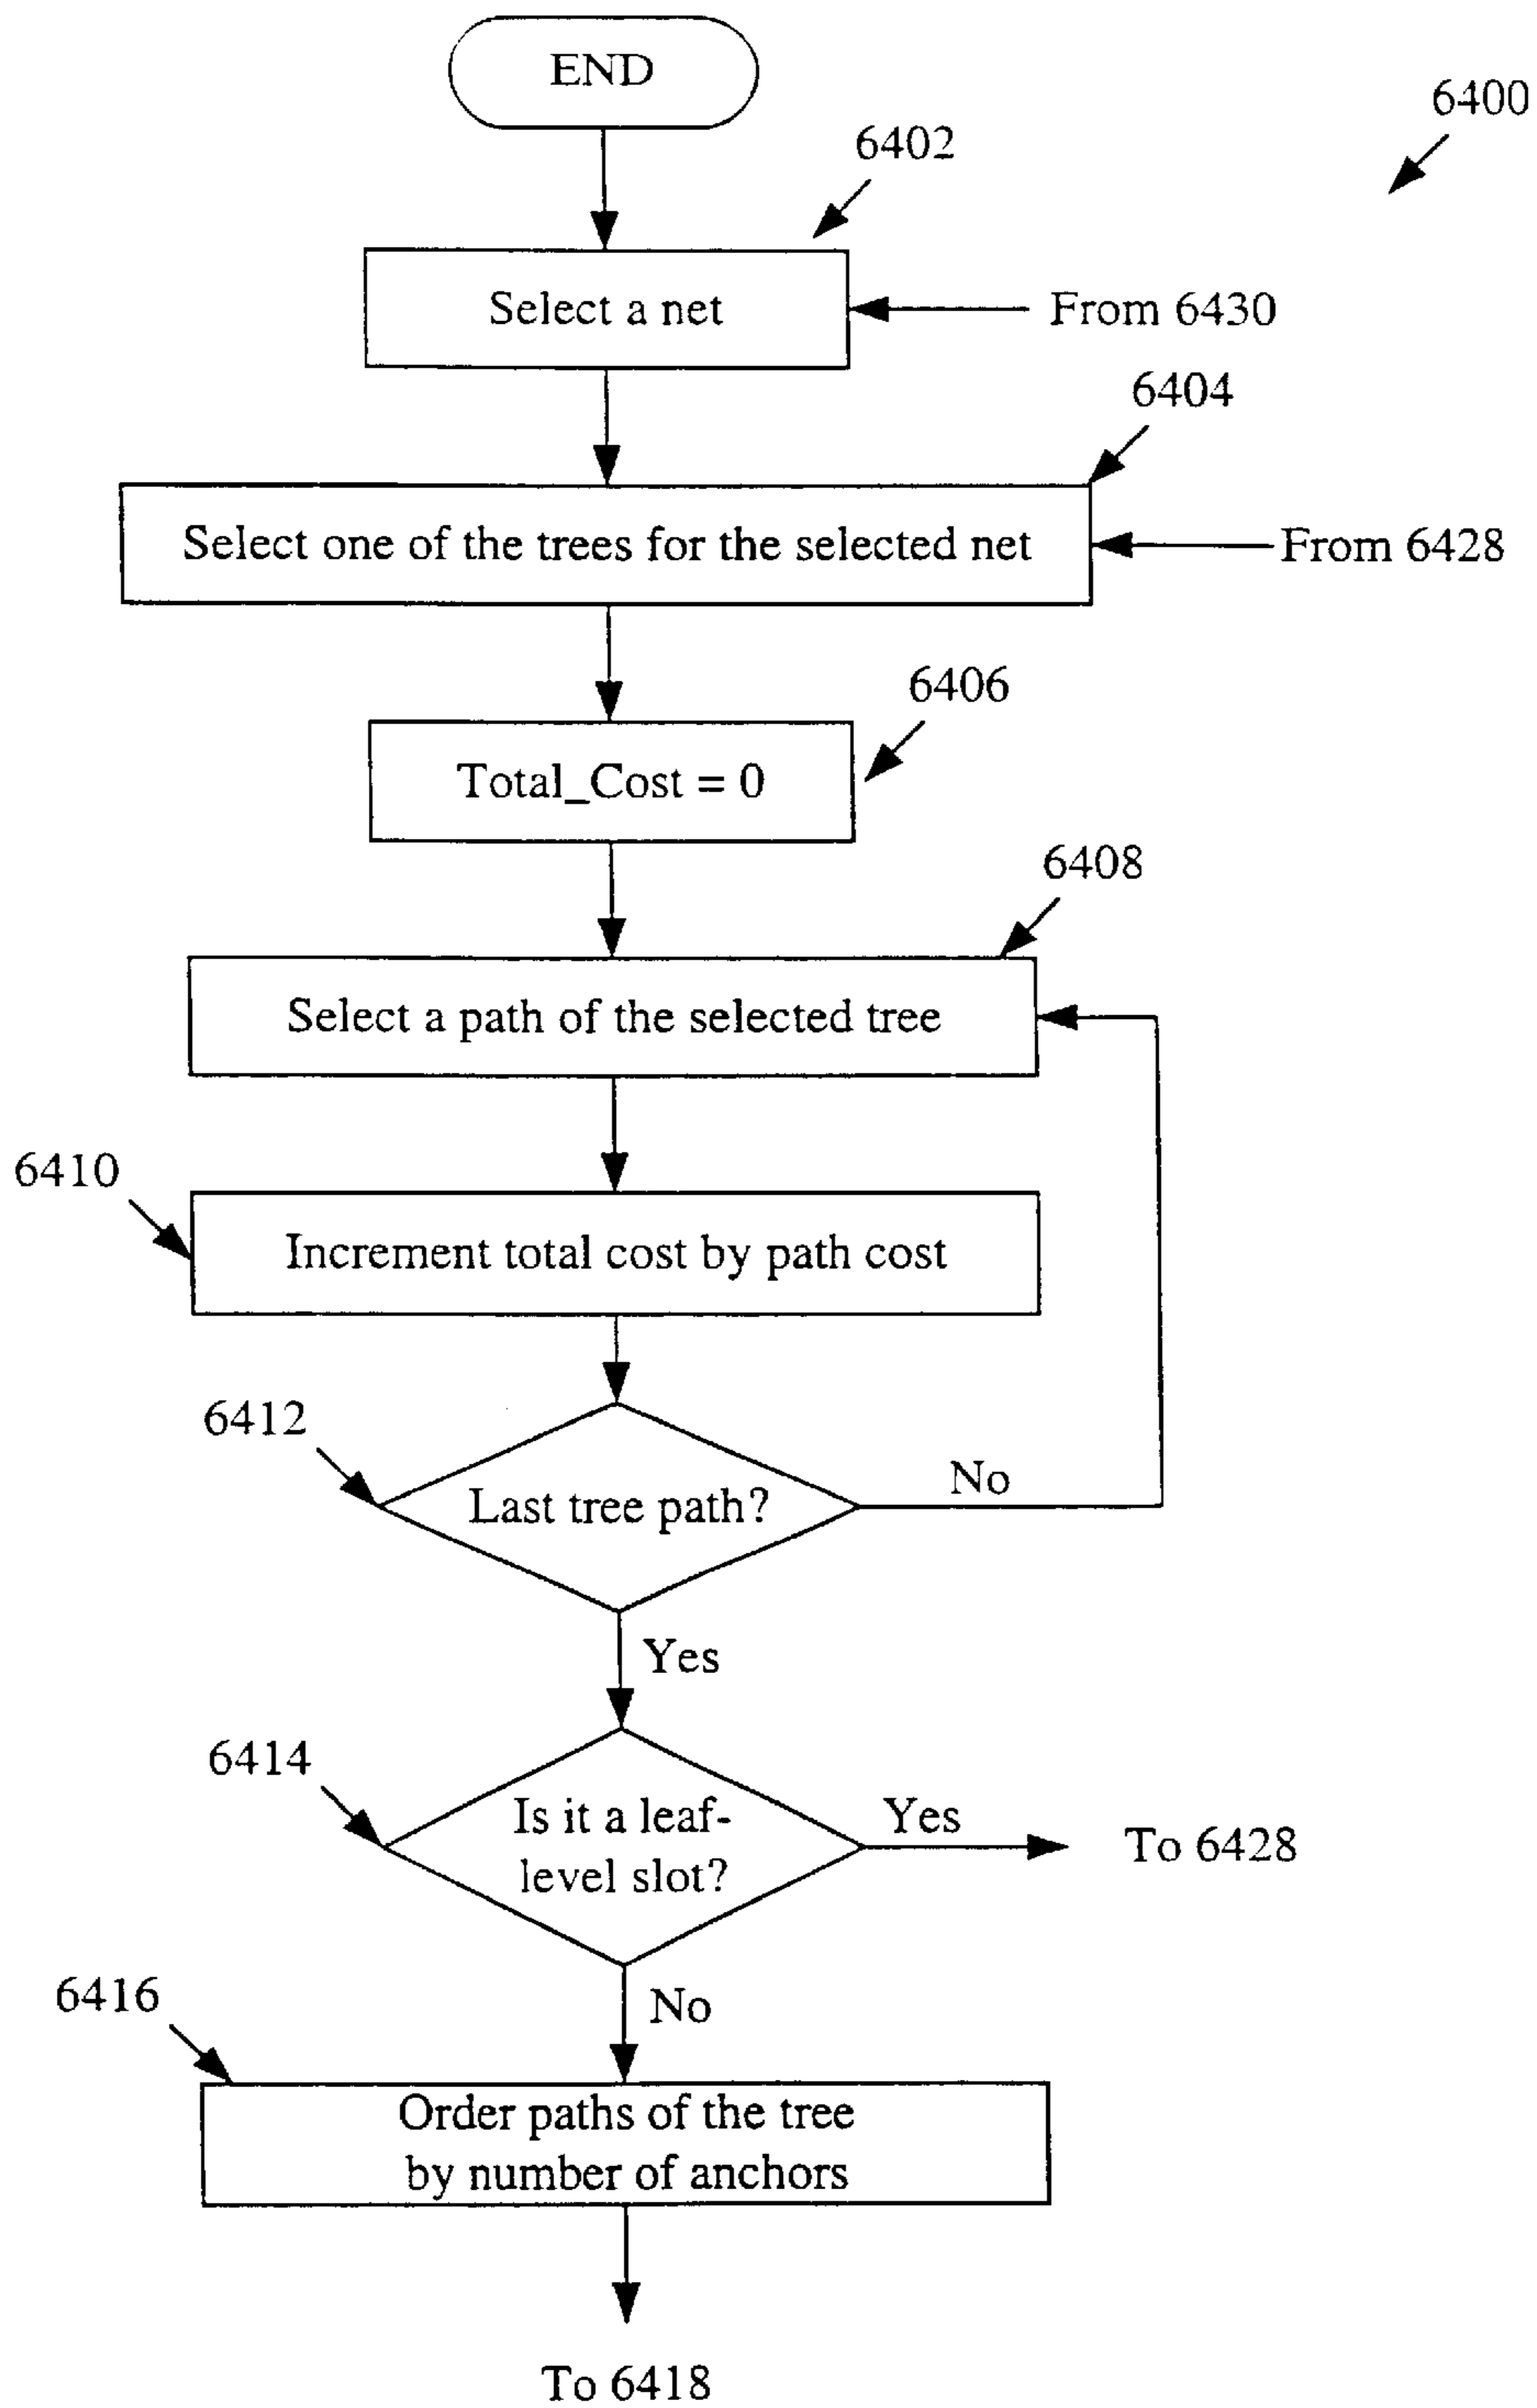 END
6400
6402
Select a net
From 6430
6404
Select one of the trees for the selected net
From 6428
6406
Total_Cost = 0
6408
Select a path of the selected tree
6410
Increment total cost by path cost
6412
Last tree path?
No
Yes
6414
Is it a leaf-
level slot?
Yes
To 6428
No
6416
Order paths of the tree
by number of anchors
To 6418